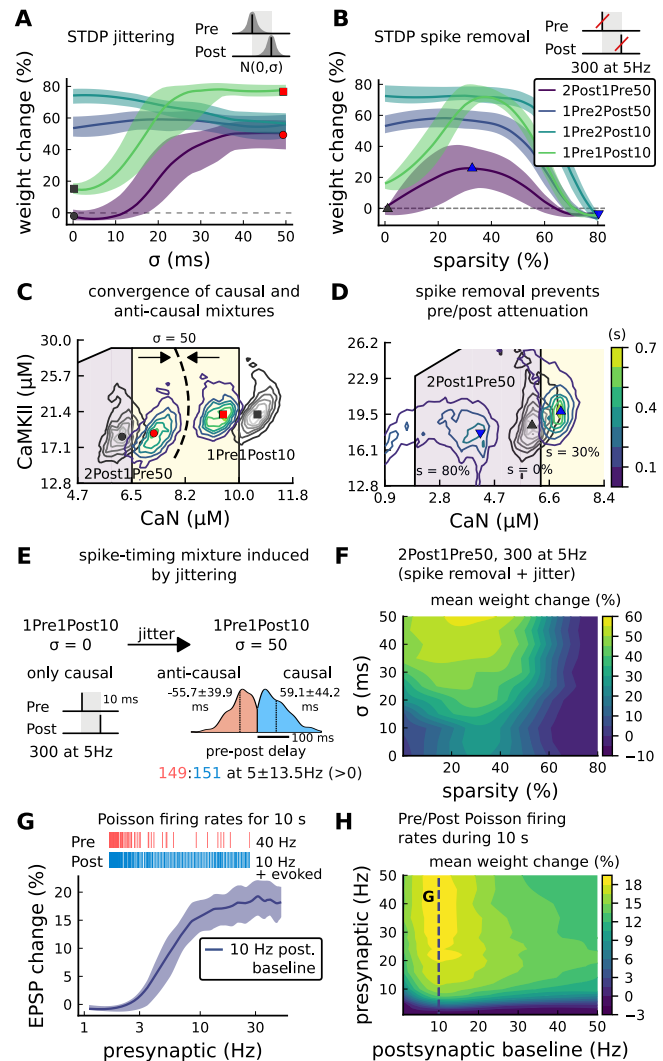 A
STDP jittering
Pre
Post
N(0,σ)
weight change (%)
80
60
40
20
0
0 10 20 30 40 50
σ (ms)
B
STDP spike removal
Pre
Post
300 at 5Hz
weight change (%)
80
60
40
20
0
2Post1Pre50
1Pre2Post50
1Pre2Post10
1Pre1Post10
0 20 40 60 80
sparsity (%)
C
convergence of causal and
anti-causal mixtures
σ = 50
CaMKII (μM)
30.0
25.7
21.4
17.1
12.8
2Post1Pre50
1Pre1Post10
4.7 6.5 8.2 10.0 11.8
CaN (μM)
D
spike removal prevents
pre/post attenuation
(s)
0.7
0.6
0.4
0.3
0.1
26.2
22.9
19.5
16.2
12.8
2Post1Pre50
s = 80%
s = 0%
s = 30%
0.9 2.8 4.7 6.6 8.4
CaN (μM)
E
spike-timing mixture induced
by jittering
1Pre1Post10
σ = 0
jitter
1Pre1Post10
σ = 50
only causal
Pre
Post
10 ms
300 at 5Hz
anti-causal
causal
-55.7±39.9
ms
59.1±44.2
ms
100 ms
pre-post delay
149:151 at 5±13.5Hz (>0)
F
2Post1Pre50, 300 at 5Hz
(spike removal + jitter)
mean weight change (%)
σ (ms)
50
40
30
20
10
0
0 20 40 60 80
sparsity (%)
60
50
40
30
20
10
0
−10
G
Poisson firing rates for 10 s
Pre
40 Hz
Post
10 Hz
+ evoked
EPSP change (%)
20
15
10
5
0
10 Hz post.
baseline
1 3 10 30
presynaptic (Hz)
H
Pre/Post Poisson firing
rates during 10 s
mean weight change (%)
presynaptic (Hz)
50
40
30
20
10
G
0 10 20 30 40 50
postsynaptic baseline (Hz)
18
15
12
9
6
3
0
−3